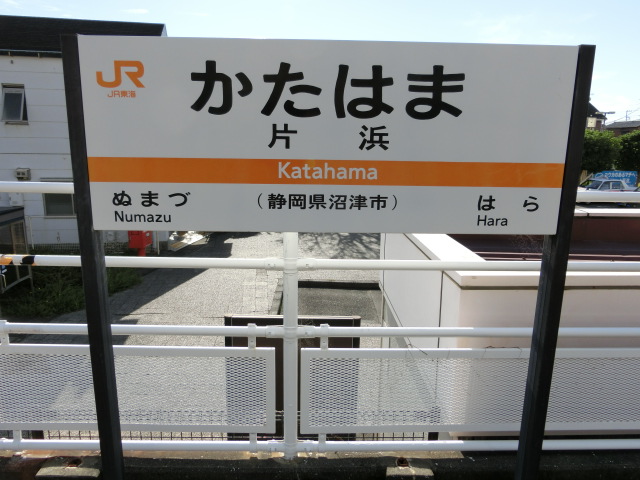 JR
JR東海
かたはま
片浜
Katahama
ぬまづ
Numazu
（静岡県沼津市）
はら
Hara